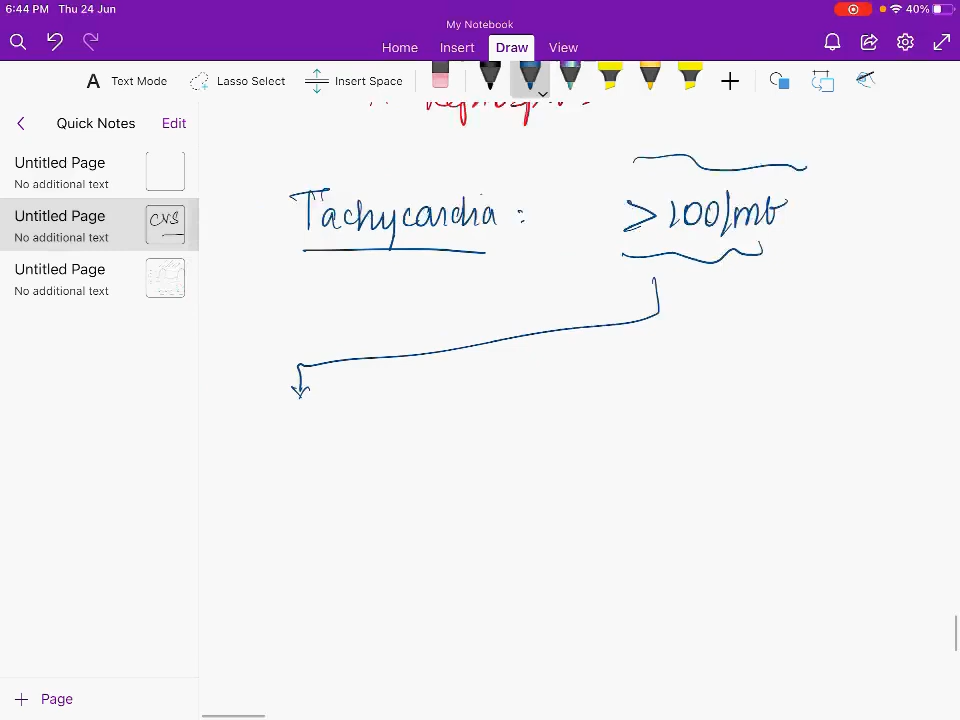 6:44 PM Thu 24 Jun 40%
My Notebook
Home Insert Draw View
Text Mode Lasso Select Insert Space
Quick Notes Edit
Untitled Page
No additional text
Untitled Page
No additional text
CNS
Untitled Page
No additional text
Tachycardia : >100/mt
Page